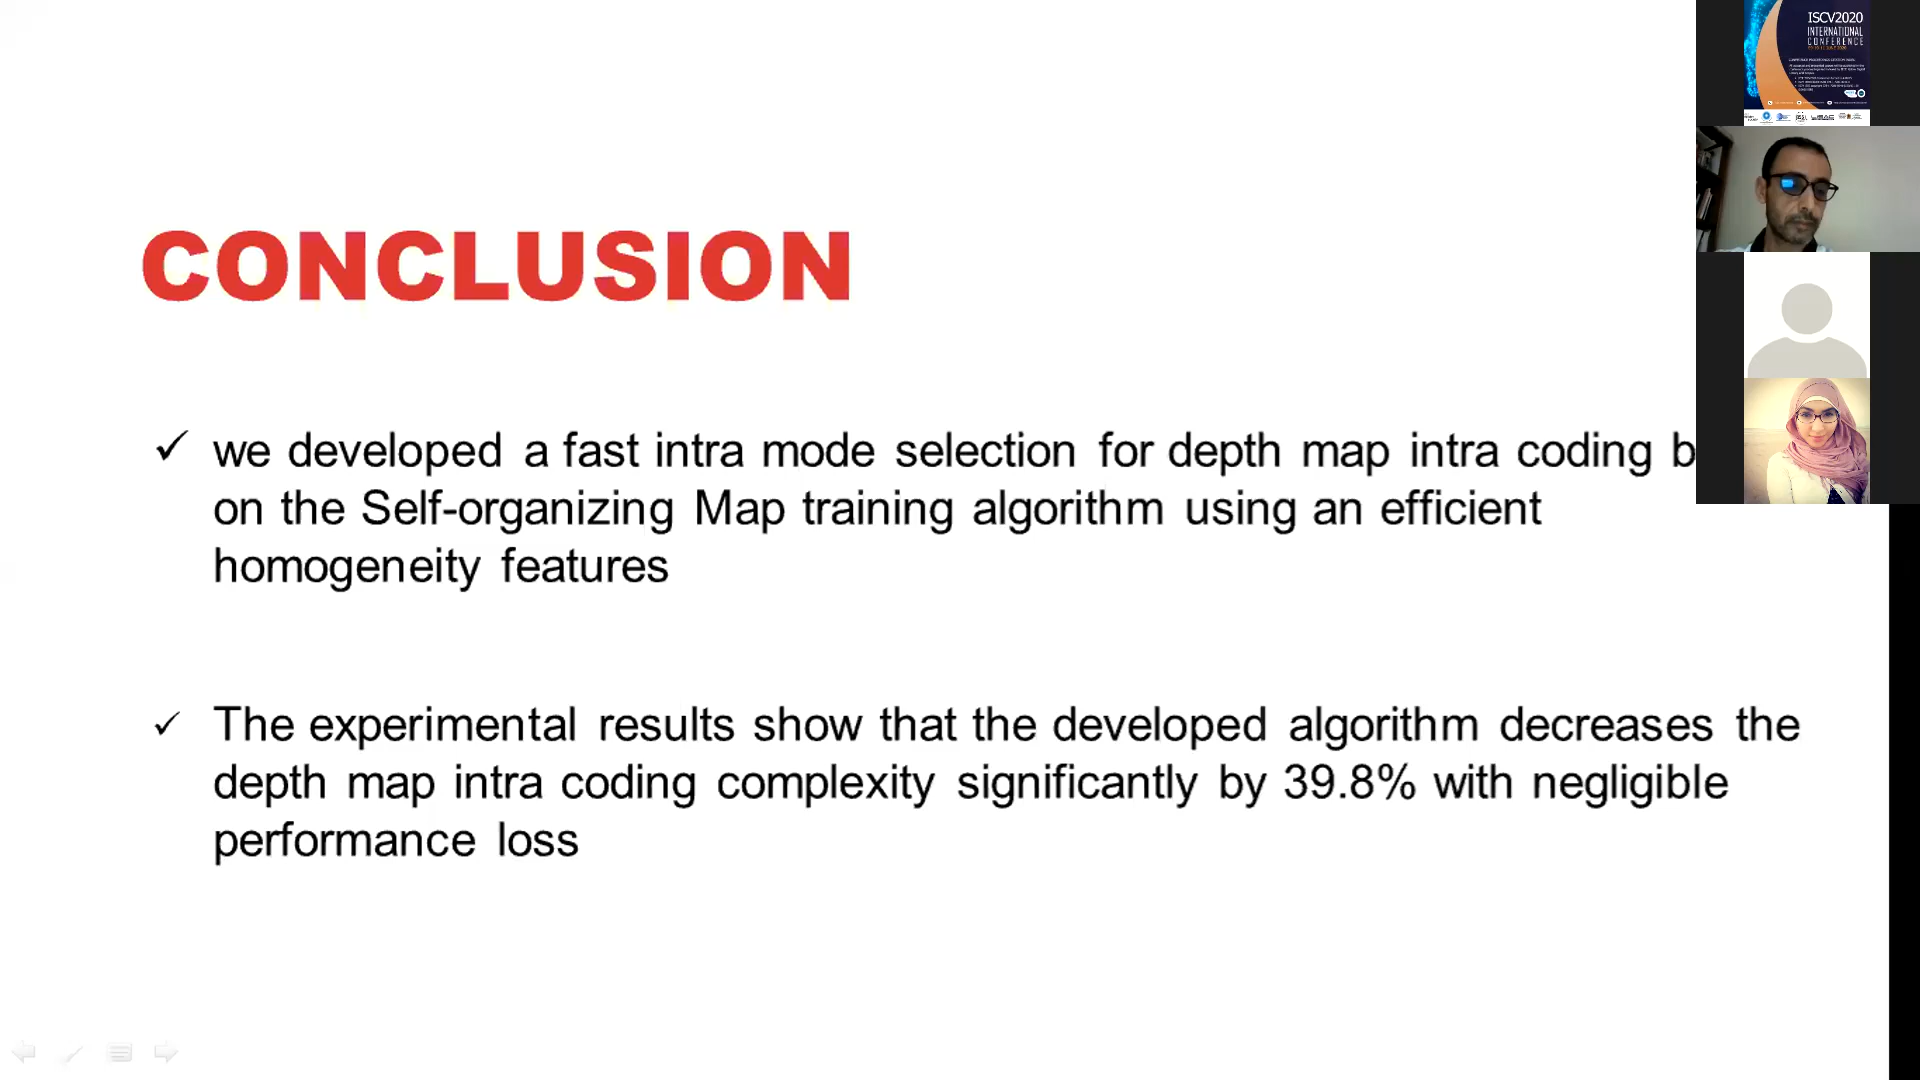 CONCLUSION
✓ we developed a fast intra mode selection for depth map intra coding b
on the Self-organizing Map training algorithm using an efficient
homogeneity features
✓ The experimental results show that the developed algorithm decreases the
depth map intra coding complexity significantly by 39.8% with negligible
performance loss
ISCV2020
INTERNATIONAL
CONFERENCE